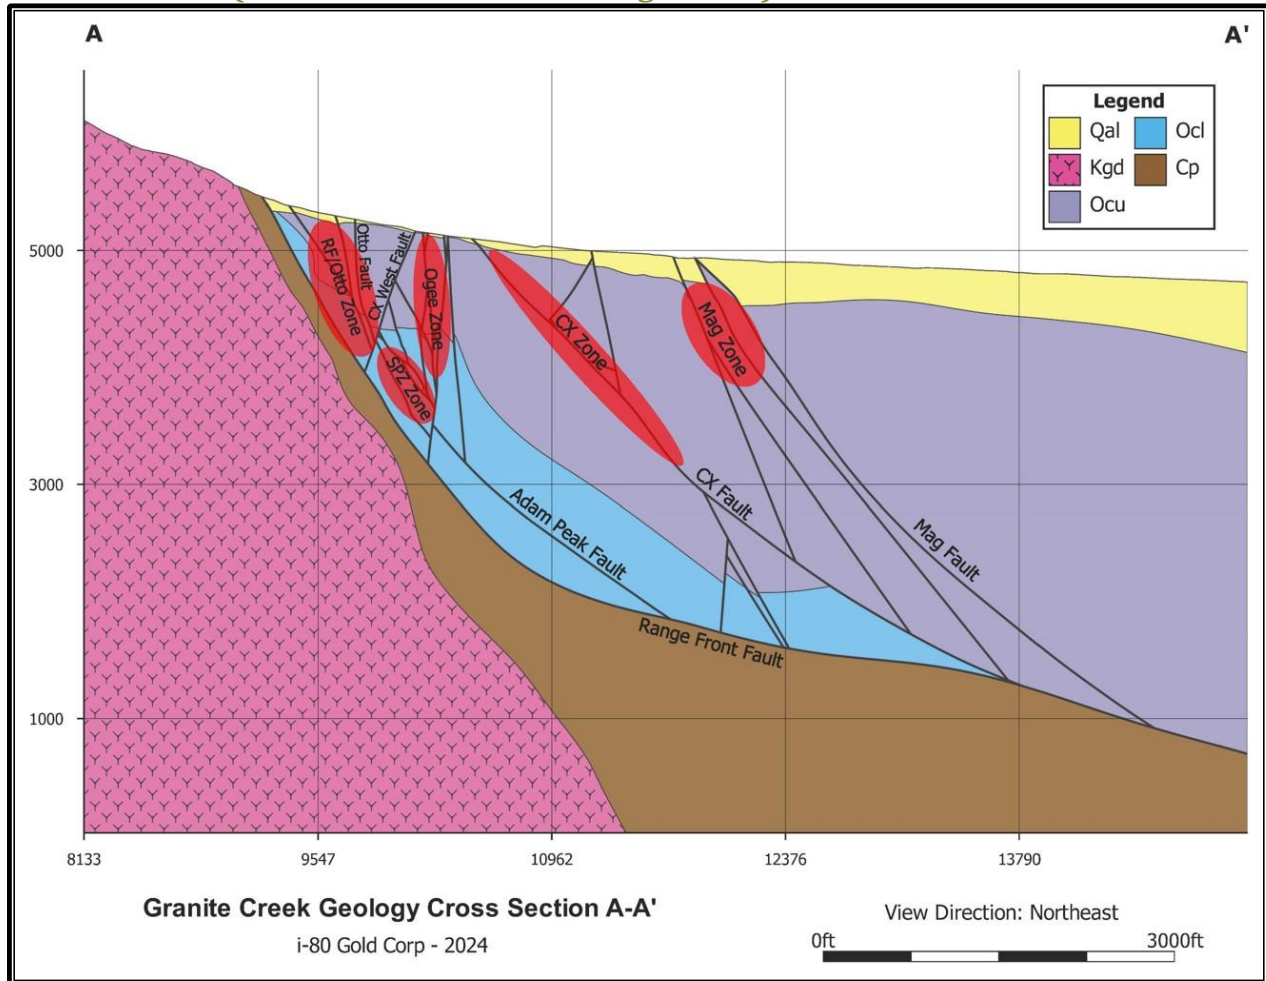 A
A'
Legend
Qal
Ocl
Kgd
Cp
Ocu
5000
3000
1000
RF/Otto Zone
Otto Fault
CX West Fault
Ogee Zone
SPZ Zone
CX Zone
Mag Zone
CX Fault
Adam Peak Fault
Mag Fault
Range Front Fault
8133
9547
10962
12376
13790
Granite Creek Geology Cross Section A-A'
i-80 Gold Corp - 2024
View Direction: Northeast
0ft
3000ft